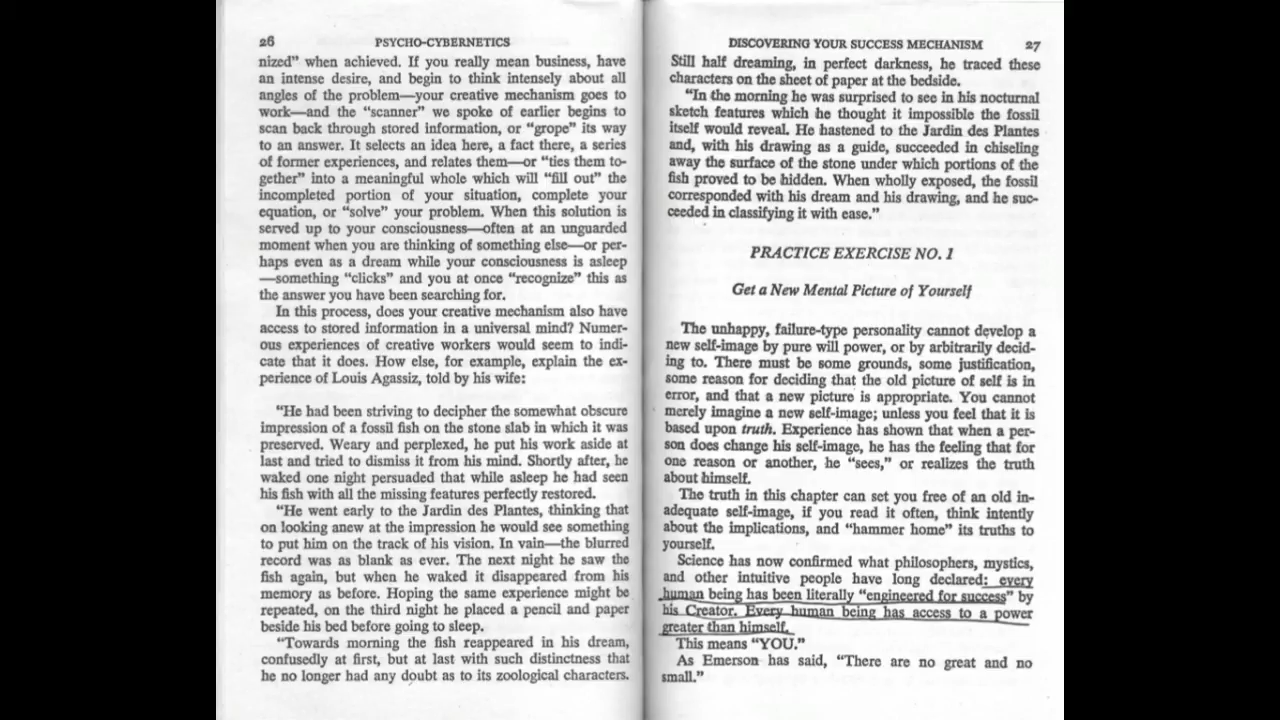 26 PSYCHO-CYBERNETICS
nized” when achieved. If you really mean business, have
an intense desire, and begin to think intensely about all
angles of the problem—your creative mechanism goes to
work—and the “scanner” we spoke of earlier begins to
scan back through stored information, or “grope” its way
to an answer. It selects an idea here, a fact there, a series
of former experiences, and relates them—or “ties them to-
gether” into a meaningful whole which will “fill out” the
incompleted portion of your situation, complete your
equation, or “solve” your problem. When this solution is
served up to your consciousness—often at an unguarded
moment when you are thinking of something else—or per-
haps even as a dream while your consciousness is asleep
—something “clicks” and you at once “recognize” this as
the answer you have been searching for.
In this process, does your creative mechanism also have
access to stored information in a universal mind? Numer-
ous experiences of creative workers would seem to indi-
cate that it does. How else, for example, explain the ex-
perience of Louis Agassiz, told by his wife:
“He had been striving to decipher the somewhat obscure
impression of a fossil fish on the stone slab in which it was
preserved. Weary and perplexed, he put his work aside at
last and tried to dismiss it from his mind. Shortly after, he
waked one night persuaded that while asleep he had seen
his fish with all the missing features perfectly restored.
“He went early to the Jardin des Plantes, thinking that
on looking anew at the impression he would see something
to put him on the track of his vision. In vain—the blurred
record was as blank as ever. The next night he saw the
fish again, but when he waked it disappeared from his
memory as before. Hoping the same experience might be
repeated, on the third night he placed a pencil and paper
beside his bed before going to sleep.
“Towards morning the fish reappeared in his dream,
confusedly at first, but at last with such distinctness that
he no longer had any doubt as to its zoological characters.
DISCOVERING YOUR SUCCESS MECHANISM 27
Still half dreaming, in perfect darkness, he traced these
characters on the sheet of paper at the bedside.
“In the morning he was surprised to see in his nocturnal
sketch features which he thought it impossible the fossil
itself would reveal. He hastened to the Jardin des Plantes
and, with his drawing as a guide, succeeded in chiseling
away the surface of the stone under which portions of the
fish proved to be hidden. When wholly exposed, the fossil
corresponded with his dream and his drawing, and he suc-
ceeded in classifying it with ease.”
PRACTICE EXERCISE NO. 1
Get a New Mental Picture of Yourself
The unhappy, failure-type personality cannot develop a
new self-image by pure will power, or by arbitrarily decid-
ing to. There must be some grounds, some justification,
some reason for deciding that the old picture of self is in
error, and that a new picture is appropriate. You cannot
merely imagine a new self-image; unless you feel that it is
based upon truth. Experience has shown that when a per-
son does change his self-image, he has the feeling that for
one reason or another, he “sees,” or realizes the truth
about himself.
The truth in this chapter can set you free of an old in-
adequate self-image, if you read it often, think intently
about the implications, and “hammer home” its truths to
yourself.
Science has now confirmed what philosophers, mystics,
and other intuitive people have long declared: every
human being has been literally “engineered for success” by
his Creator. Every human being has access to a power
greater than himself.
This means “YOU.”
As Emerson has said, “There are no great and no
small.”